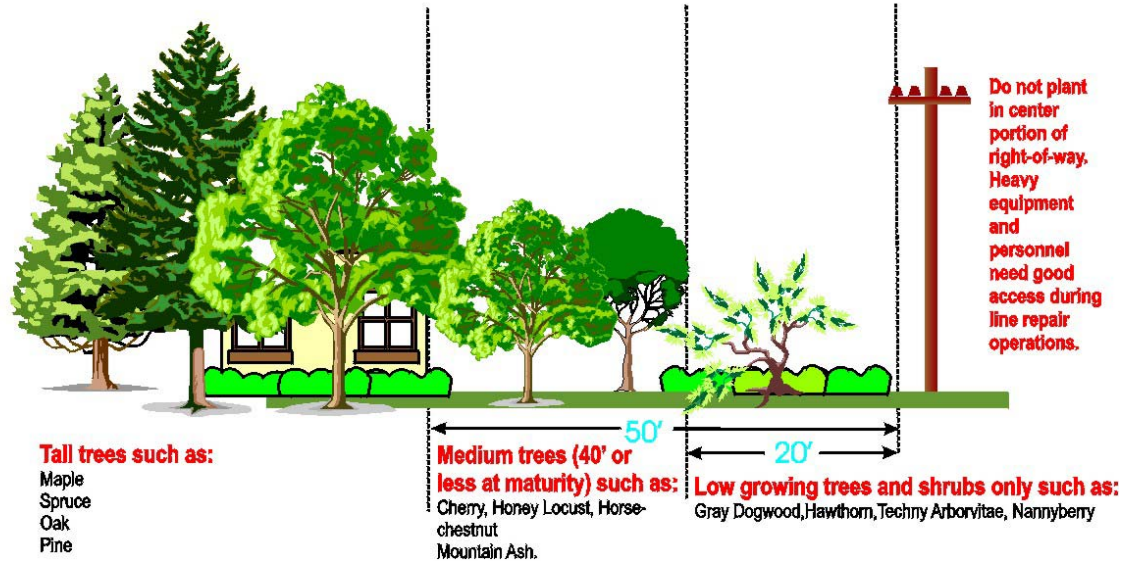 Do not plant
in center
portion of
right-of-way.
Heavy
equipment
and
personnel
need good
access during
line repair
operations.
50'
20'
Tall trees such as:
Maple
Spruce
Oak
Pine
Medium trees (40' or
less at maturity) such as:
Cherry, Honey Locust, Horse-
chestnut
Mountain Ash.
Low growing trees and shrubs only such as:
Gray Dogwood,Hawthorn,Techny Arborvitae, Nannyberry